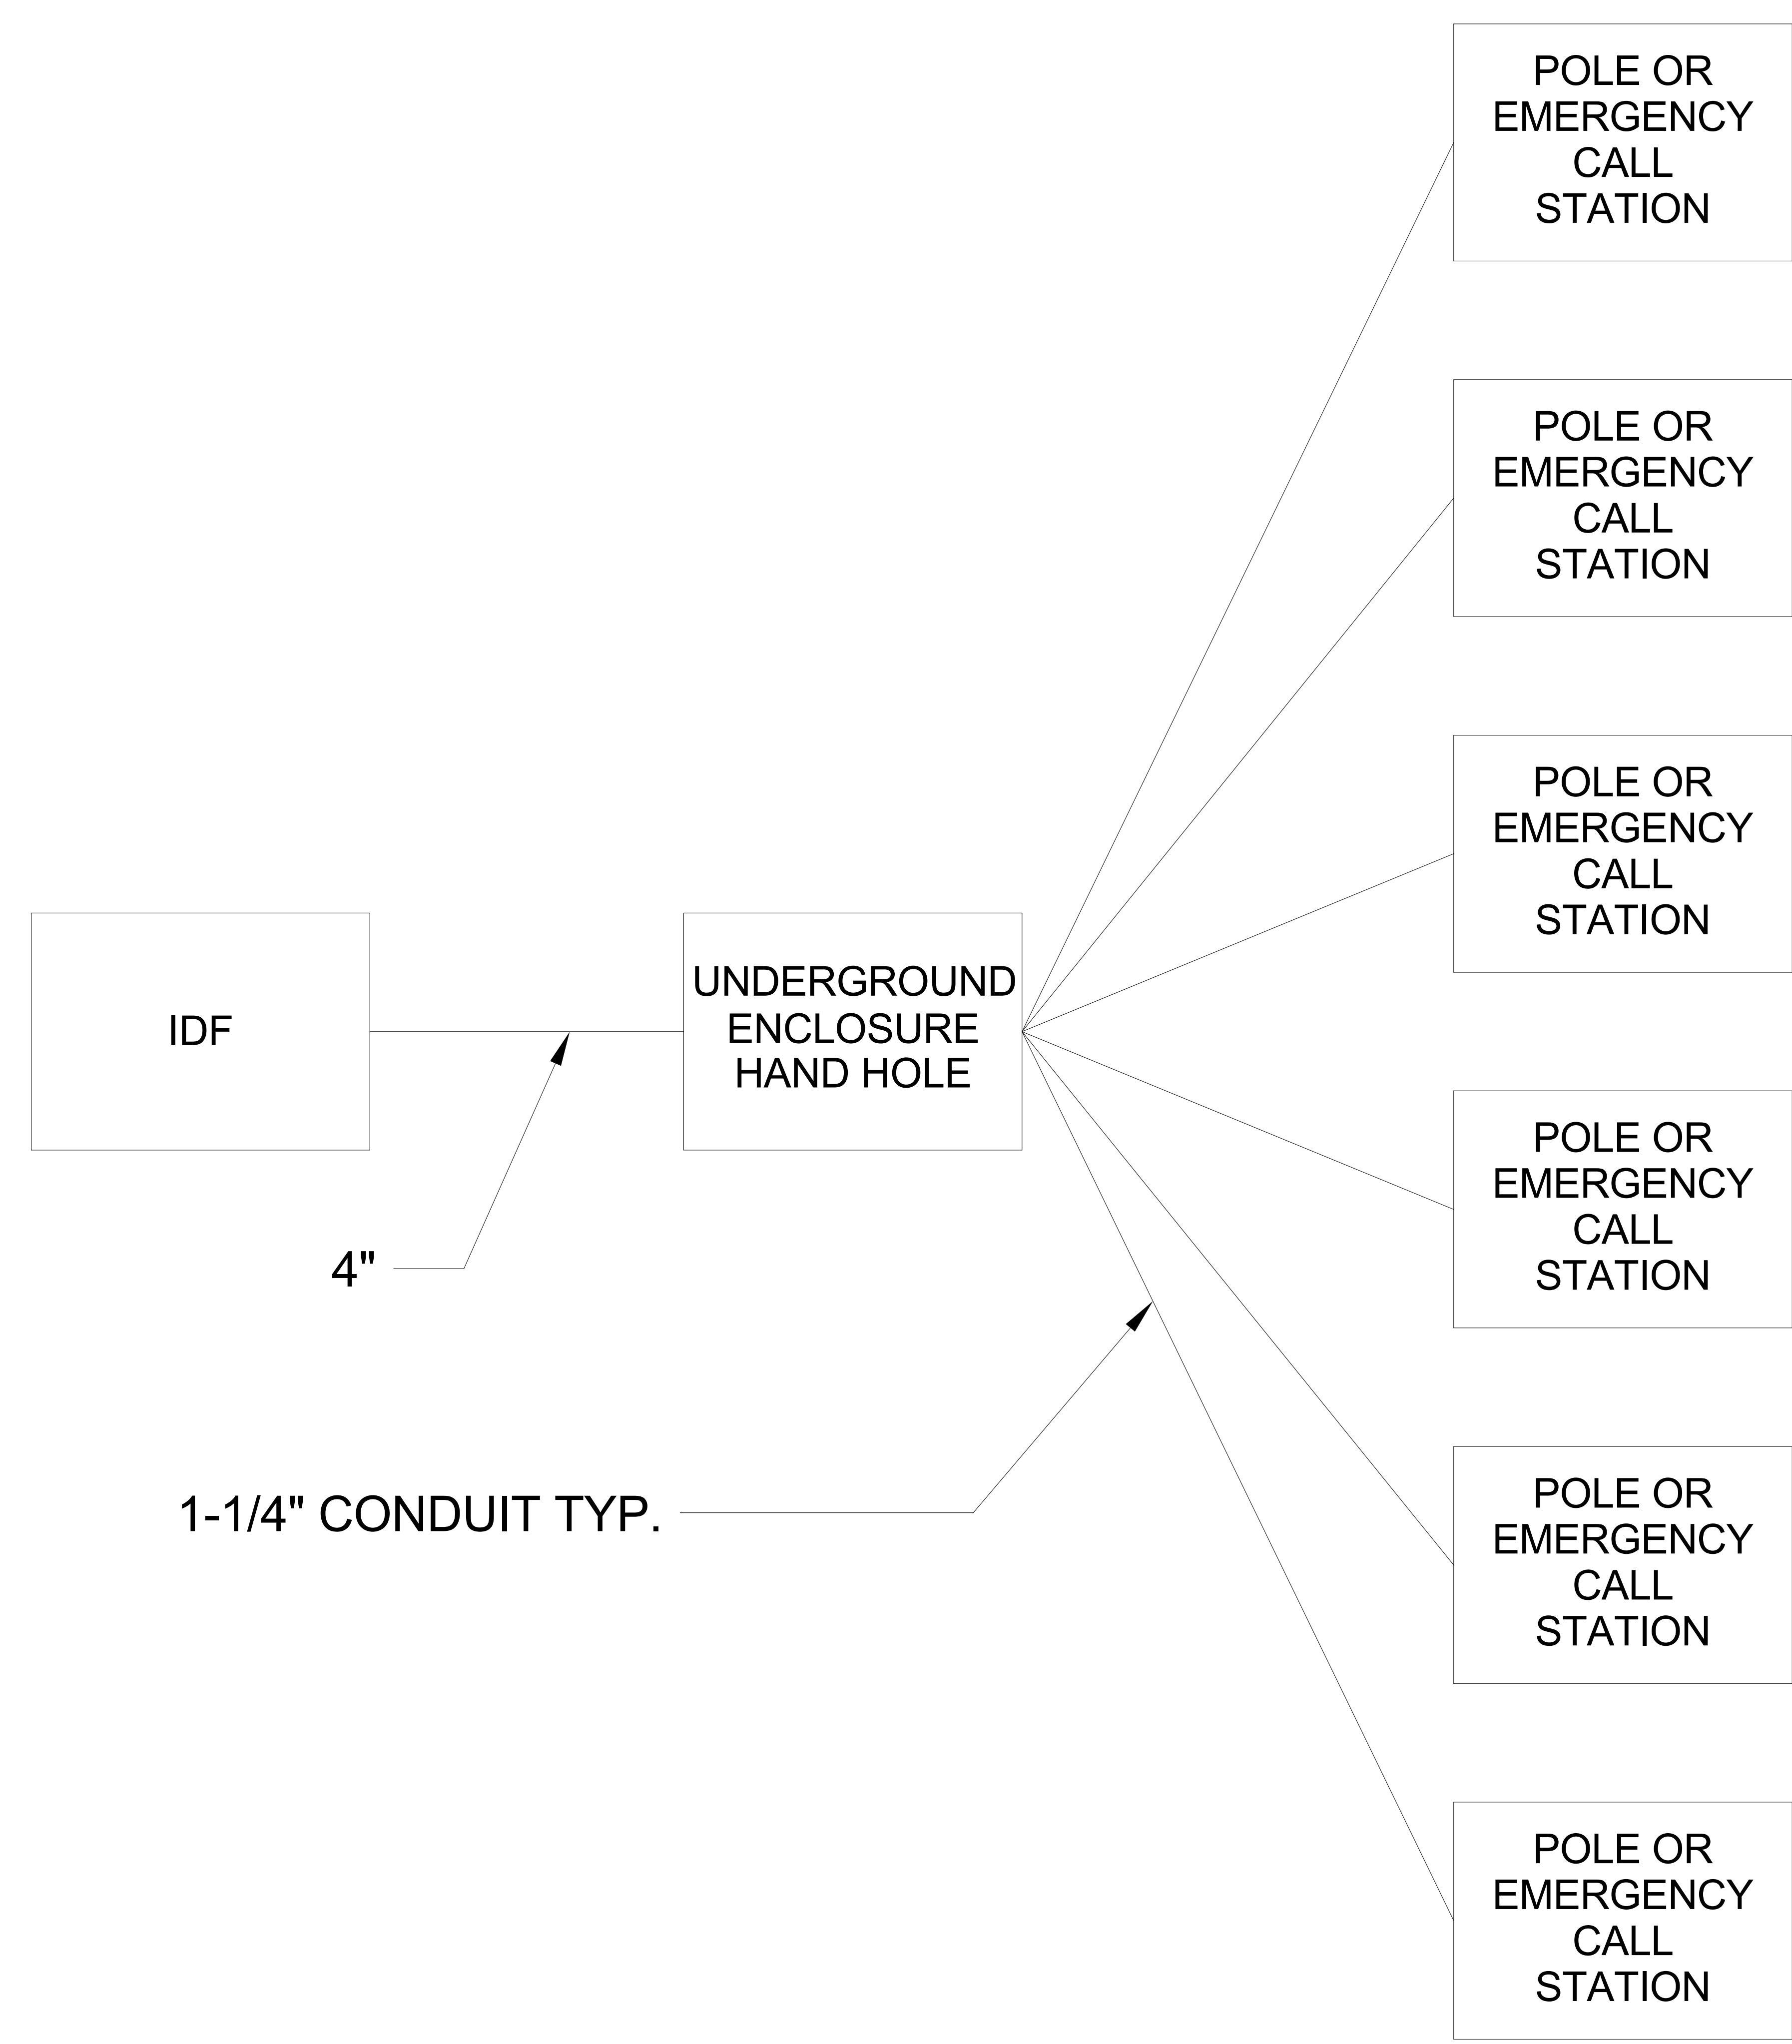 POLE OR
EMERGENCY
CALL
STATION
POLE OR
EMERGENCY
CALL
STATION
POLE OR
EMERGENCY
CALL
STATION
IDF
UNDERGROUND
ENCLOSURE
HAND HOLE
POLE OR
EMERGENCY
CALL
STATION
4"
1-1/4" CONDUIT TYP.
POLE OR
EMERGENCY
CALL
STATION
POLE OR
EMERGENCY
CALL
STATION